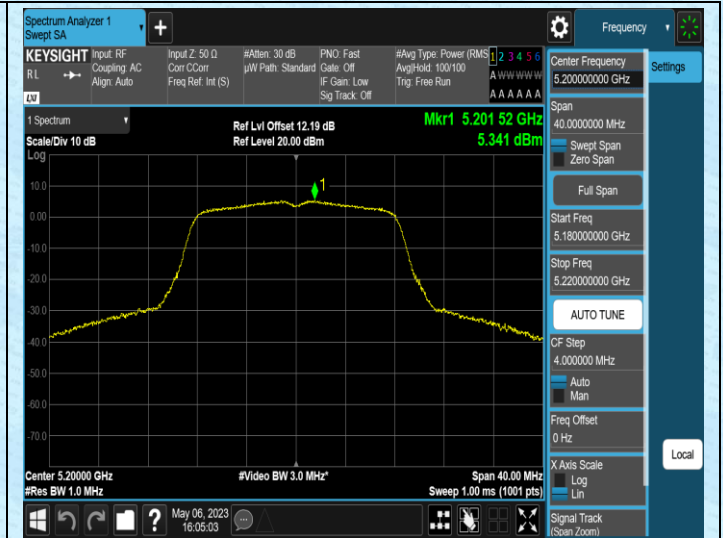 Spectrum Analyzer 1
Swept SA
Frequency
KEYSIGHT
R L
LXI
Input: RF
Coupling: AC
Align: Auto
Input Z: 50 Ω
Corr CCorr
Freq Ref: Int (S)
#Atten: 30 dB
µW Path: Standard
PNO: Fast
Gate: Off
IF Gain: Low
Sig Track: Off
#Avg Type: Power (RMS
Avg|Hold: 100/100
Trig: Free Run
1 2 3 4 5 6
A W W W W W
A A A A A A
1 Spectrum
Scale/Div 10 dB
Ref Lvl Offset 12.19 dB
Ref Level 20.00 dBm
Mkr1 5.201 52 GHz
5.341 dBm
Log
10.0
0.00
-10.0
-20.0
-30.0
-40.0
-50.0
-60.0
-70.0
1
Center 5.20000 GHz
#Res BW 1.0 MHz
#Video BW 3.0 MHz*
Span 40.00 MHz
Sweep 1.00 ms (1001 pts)
May 06, 2023
16:05:03
?
Center Frequency
5.200000000 GHz
Span
40.0000000 MHz
Swept Span
Zero Span
Full Span
Start Freq
5.180000000 GHz
Stop Freq
5.220000000 GHz
AUTO TUNE
CF Step
4.000000 MHz
Auto
Man
Freq Offset
0 Hz
X Axis Scale
Log
Lin
Signal Track
(Span Zoom)
Settings
Local